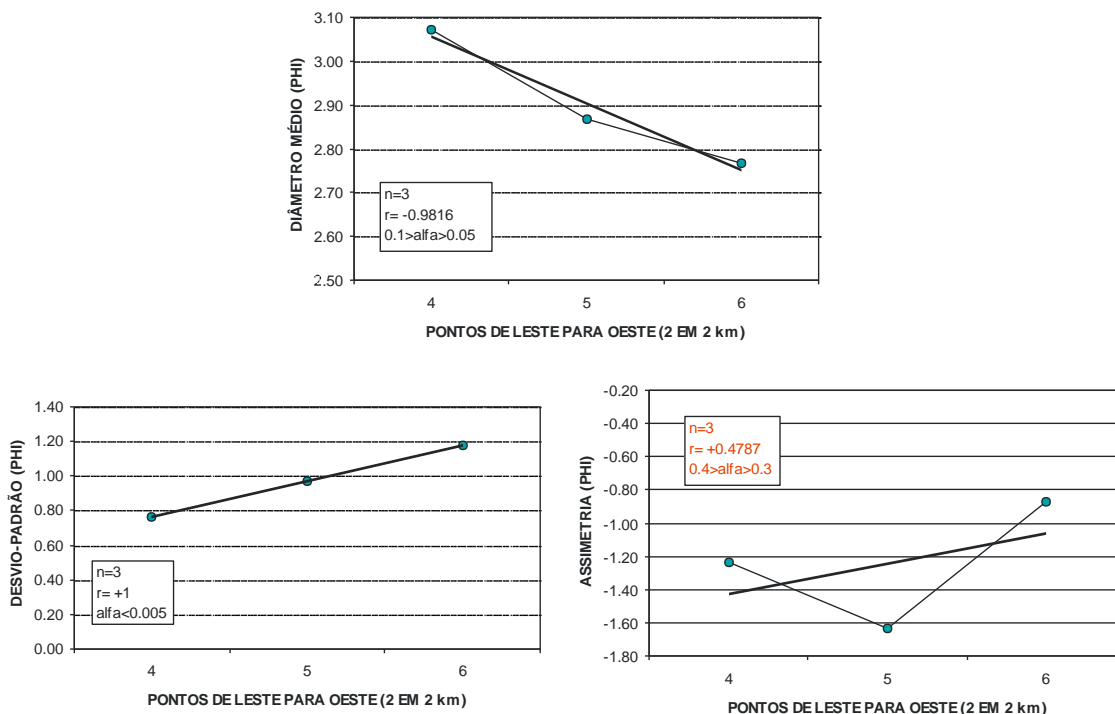 DIÂMETRO MÉDIO (PHI)
3.10
3.00
2.90
2.80
2.70
2.60
2.50
n=3
r= -0.9816
0.1>alfa>0.05
4 5 6
PONTOS DE LESTE PARA OESTE (2 EM 2 km)
DESVIO-PADRÃO (PHI)
1.40
1.20
1.00
0.80
0.60
0.40
0.20
0.00
n=3
r= +1
alfa<0.005
4 5 6
PONTOS DE LESTE PARA OESTE (2 EM 2 km)
ASSIMETRIA (PHI)
-0.20
-0.40
-0.60
-0.80
-1.00
-1.20
-1.40
-1.60
-1.80
n=3
r= +0.4787
0.4>alfa>0.3
4 5 6
PONTOS DE LESTE PARA OESTE (2 EM 2 km)